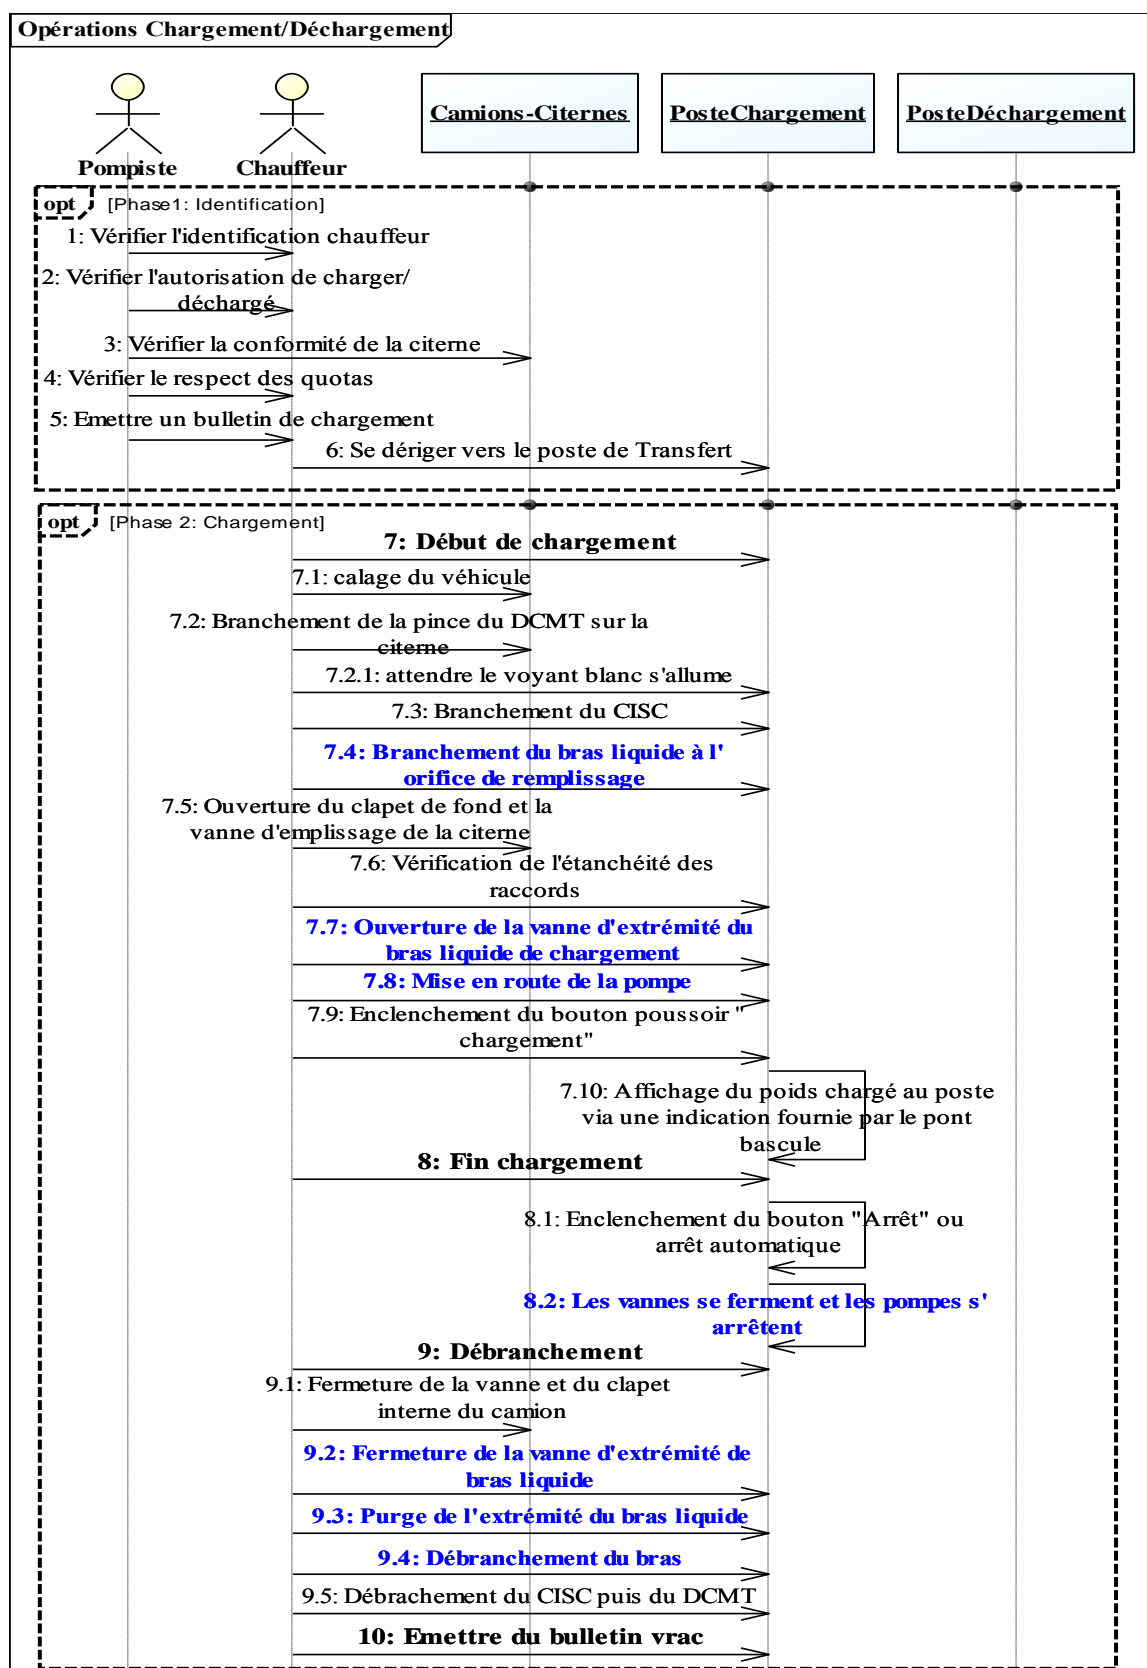 Opérations Chargement/Déchargement
Camions-Citernes
PosteChargement
PosteDéchargement
Pompiste
Chauffeur
opt
[Phase1: Identification]
1: Vérifier l'identification chauffeur
2: Vérifier l'autorisation de charger/
déchargé
3: Vérifier la conformité de la citerne
4: Vérifier le respect des quotas
5: Emettre un bulletin de chargement
6: Se dériger vers le poste de Transfert
opt
[Phase 2: Chargement]
7: Début de chargement
7.1: calage du véhicule
7.2: Branchement de la pince du DCMT sur la
citerne
7.2.1: attendre le voyant blanc s'allume
7.3: Branchement du CISC
7.4: Branchement du bras liquide à l'
orifice de remplissage
7.5: Ouverture du clapet de fond et la
vanne d'emplissage de la citerne
7.6: Vérification de l'étanchéité des
raccords
7.7: Ouverture de la vanne d'extrémité du
bras liquide de chargement
7.8: Mise en route de la pompe
7.9: Enclenchement du bouton poussoir "
chargement"
7.10: Affichage du poids chargé au poste
via une indication fournie par le pont
bascule
8: Fin chargement
8.1: Enclenchement du bouton "Arrêt" ou
arrêt automatique
8.2: Les vannes se ferment et les pompes s'
arrêtent
9: Débranchement
9.1: Fermeture de la vanne et du clapet
interne du camion
9.2: Fermeture de la vanne d'extrémité de
bras liquide
9.3: Purge de l'extrémité du bras liquide
9.4: Débranchement du bras
9.5: Débrachement du CISC puis du DCMT
10: Emettre du bulletin vrac